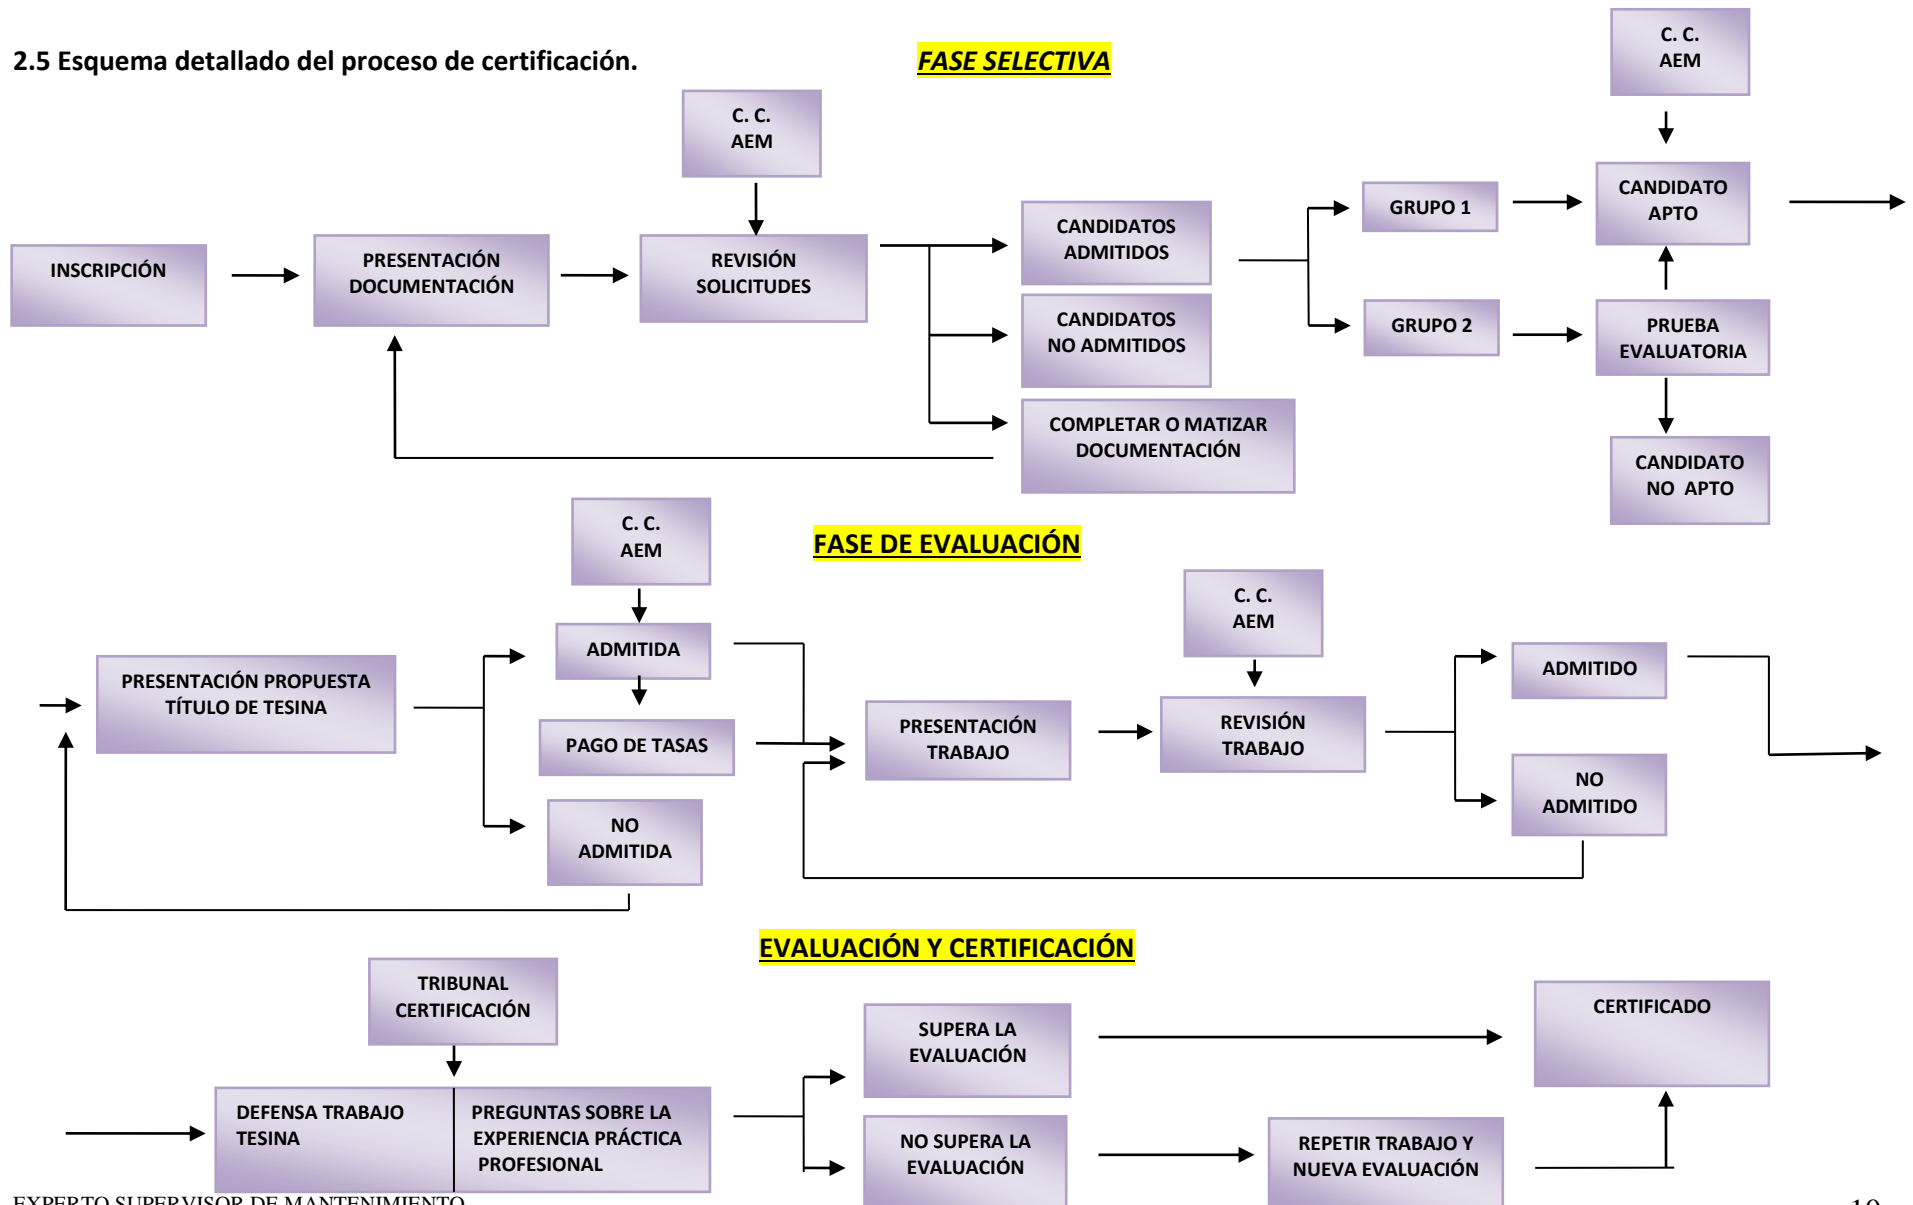 2.5 Esquema detallado del proceso de certificación.
FASE SELECTIVA
C. C.
AEM
C. C.
AEM
INSCRIPCIÓN
PRESENTACIÓN
DOCUMENTACIÓN
REVISIÓN
SOLICITUDES
CANDIDATOS
ADMITIDOS
CANDIDATOS
NO ADMITIDOS
COMPLETAR O MATIZAR
DOCUMENTACIÓN
GRUPO 1
GRUPO 2
CANDIDATO
APTO
PRUEBA
EVALUATORIA
CANDIDATO
NO APTO
FASE DE EVALUACIÓN
C. C.
AEM
PRESENTACIÓN PROPUESTA
TÍTULO DE TESINA
ADMITIDA
PAGO DE TASAS
NO
ADMITIDA
PRESENTACIÓN
TRABAJO
C. C.
AEM
REVISIÓN
TRABAJO
ADMITIDO
NO
ADMITIDO
EVALUACIÓN Y CERTIFICACIÓN
TRIBUNAL
CERTIFICACIÓN
DEFENSA TRABAJO
TESINA
PREGUNTAS SOBRE LA
EXPERIENCIA PRÁCTICA
PROFESIONAL
SUPERA LA
EVALUACIÓN
NO SUPERA LA
EVALUACIÓN
REPETIR TRABAJO Y
NUEVA EVALUACIÓN
CERTIFICADO
EXPERTO SUPERVISOR DE MANTENIMIENTO